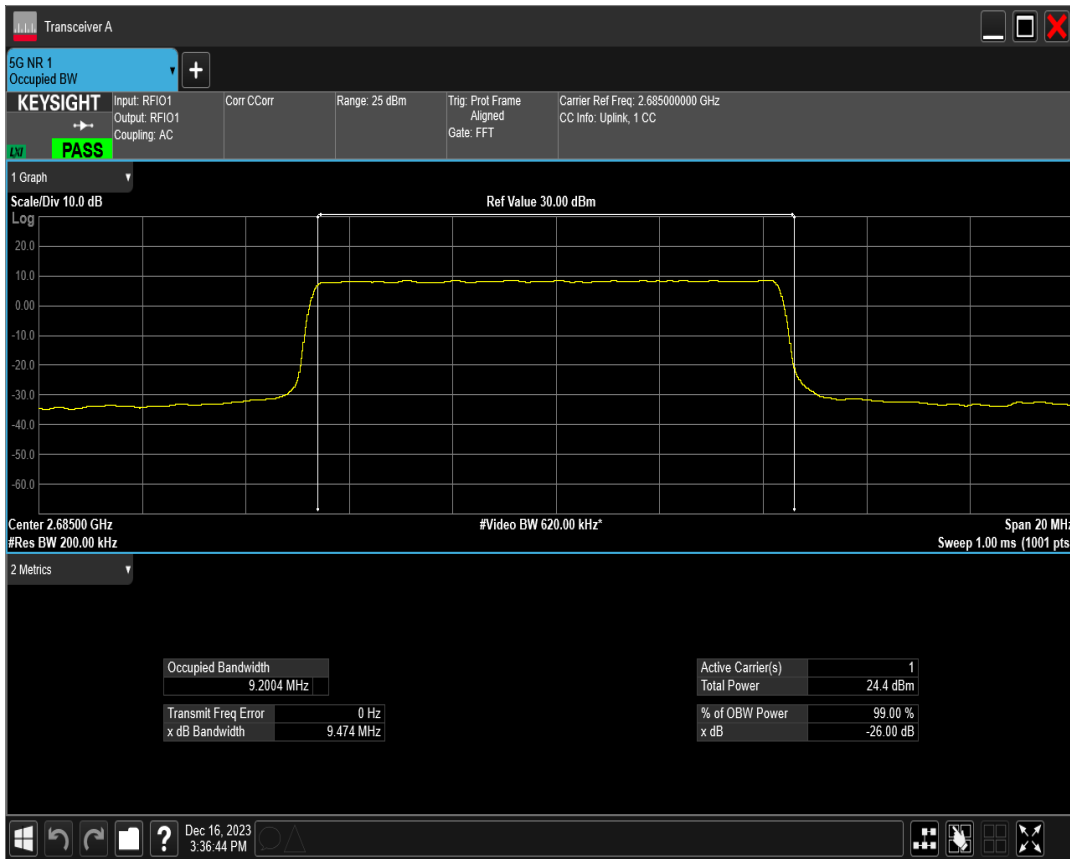 Transceiver A
5G NR 1
Occupied BW
+
KEYSIGHT
LXI
PASS
Input: RFIO1
Output: RFIO1
Coupling: AC
Corr CCorr
Range: 25 dBm
Trig: Prot Frame
Aligned
Gate: FFT
Carrier Ref Freq: 2.685000000 GHz
CC Info: Uplink, 1 CC
1 Graph
Scale/Div 10.0 dB
Ref Value 30.00 dBm
Log
20.0
10.0
0.00
-10.0
-20.0
-30.0
-40.0
-50.0
-60.0
Center 2.68500 GHz
#Video BW 620.00 kHz*
Span 20 MHz
#Res BW 200.00 kHz
Sweep 1.00 ms (1001 pts
2 Metrics
Occupied Bandwidth
9.2004 MHz
Transmit Freq Error 0 Hz
x dB Bandwidth 9.474 MHz
Active Carrier(s) 1
Total Power 24.4 dBm
% of OBW Power 99.00 %
x dB -26.00 dB
?
Dec 16, 2023
3:36:44 PM